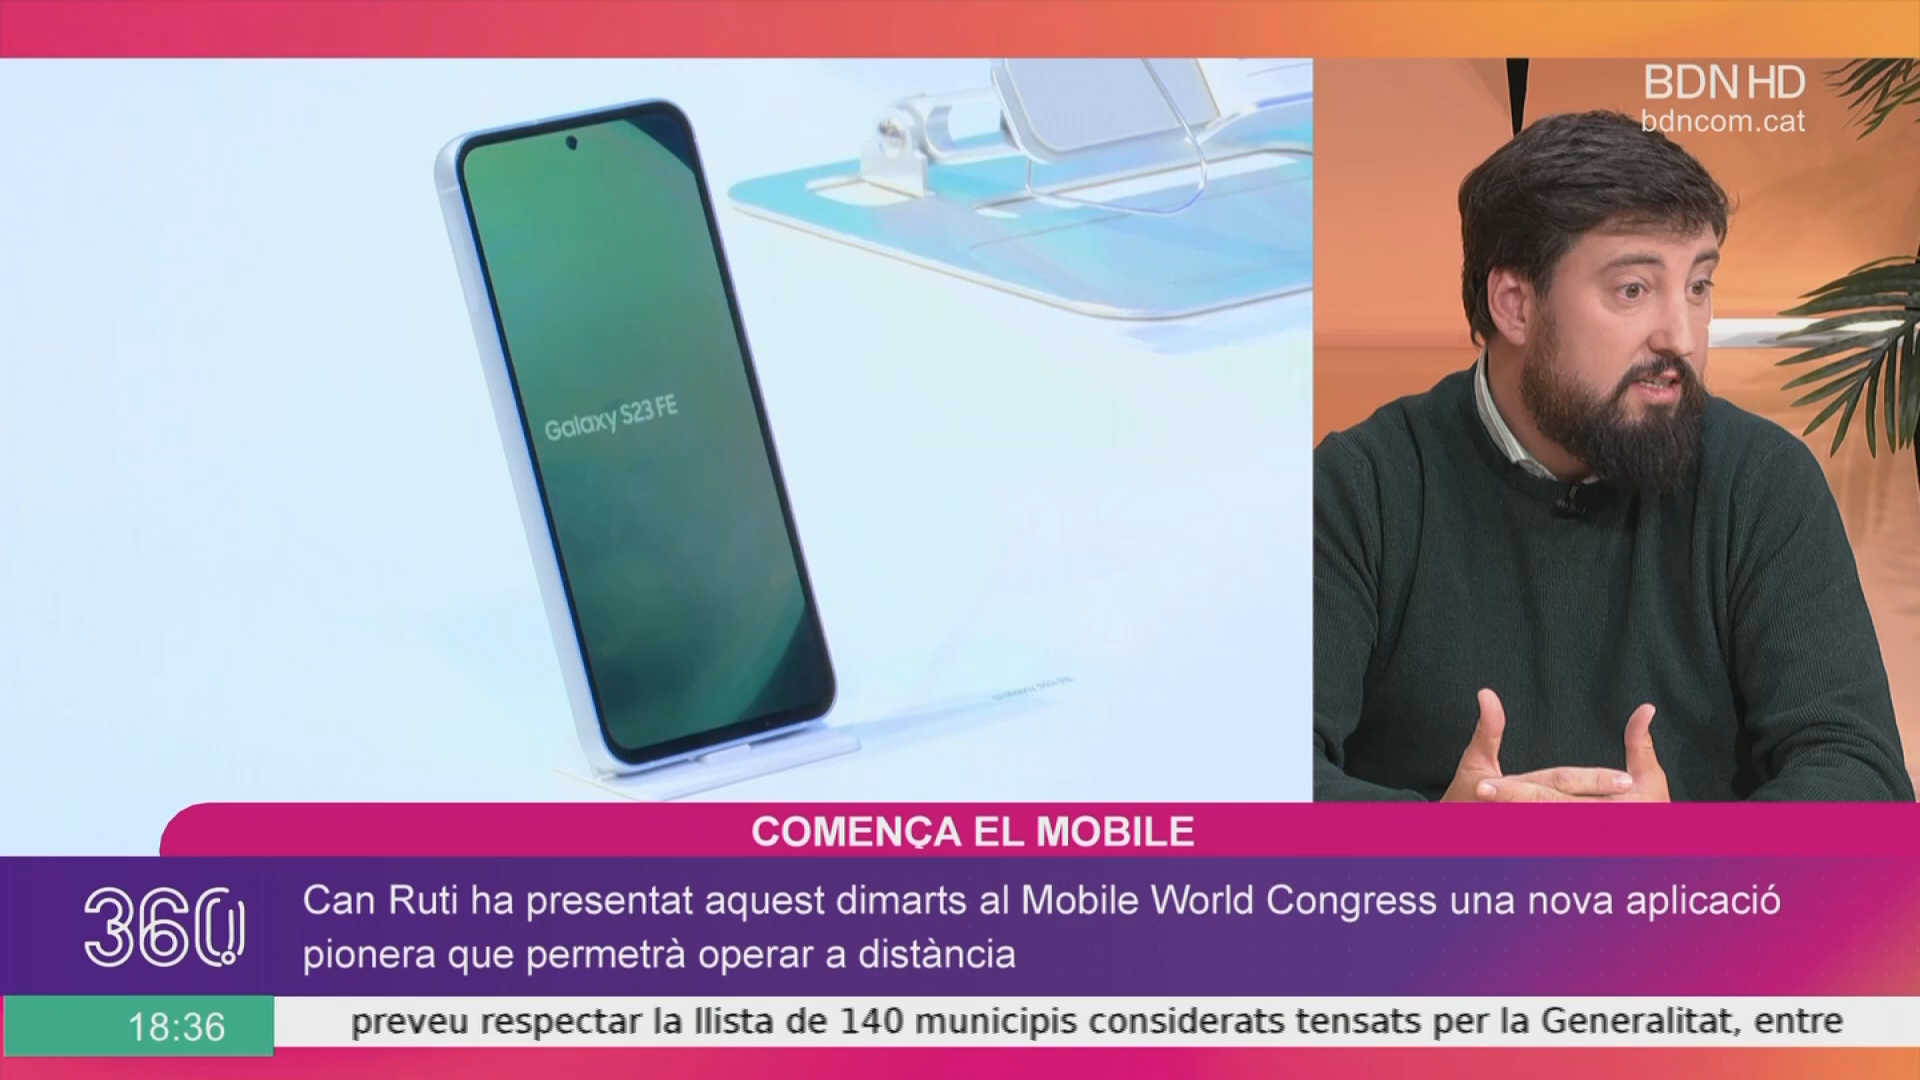 BDN HD
bdncom.cat
Galaxy S23 FE
COMENÇA EL MOBILE
360
Can Ruti ha presentat aquest dimarts al Mobile World Congress una nova aplicació
pionera que permetrà operar a distància
18:36
preveu respectar la llista de 140 municipis considerats tensats per la Generalitat, entre